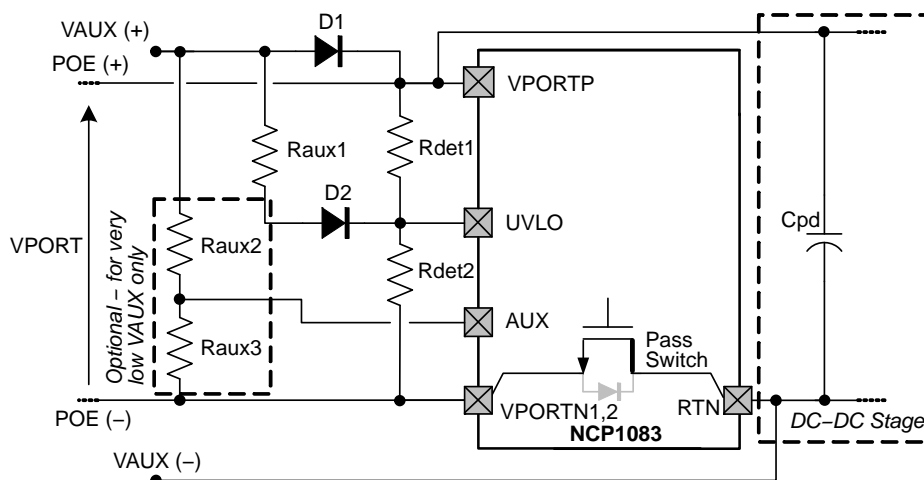 VAUX (+)
D1
POE (+)
VPORTP
Rdet1
Raux1
D2
UVLO
Cpd
VPORT
Optional – for very
low VAUX only
Raux2
Rdet2
AUX
Pass
Switch
Raux3
VPORTN1,2
RTN
POE (–)
NCP1083
DC–DC Stage
VAUX (–)